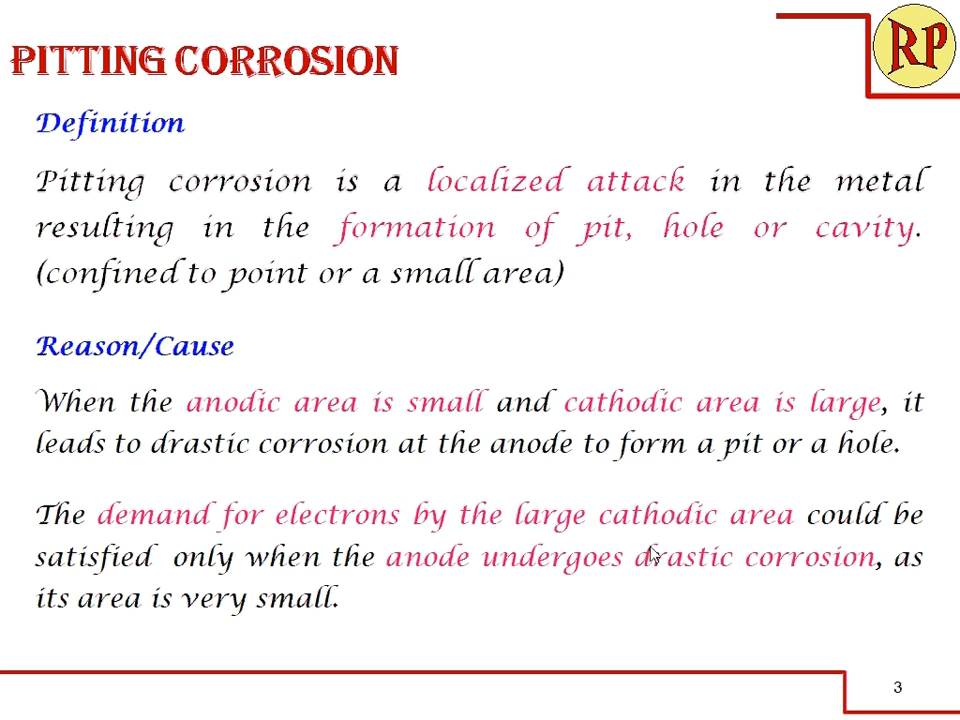 RP
PITTING CORROSION
Definition
Pitting corrosion is a localized attack in the metal
resulting in the formation of pit, hole or cavity.
(confined to point or a small area)
Reason/Cause
When the anodic area is small and cathodic area is large, it
leads to drastic corrosion at the anode to form a pit or a hole.
The demand for electrons by the large cathodic area could be
satisfied only when the anode undergoes drastic corrosion, as
its area is very small.
3